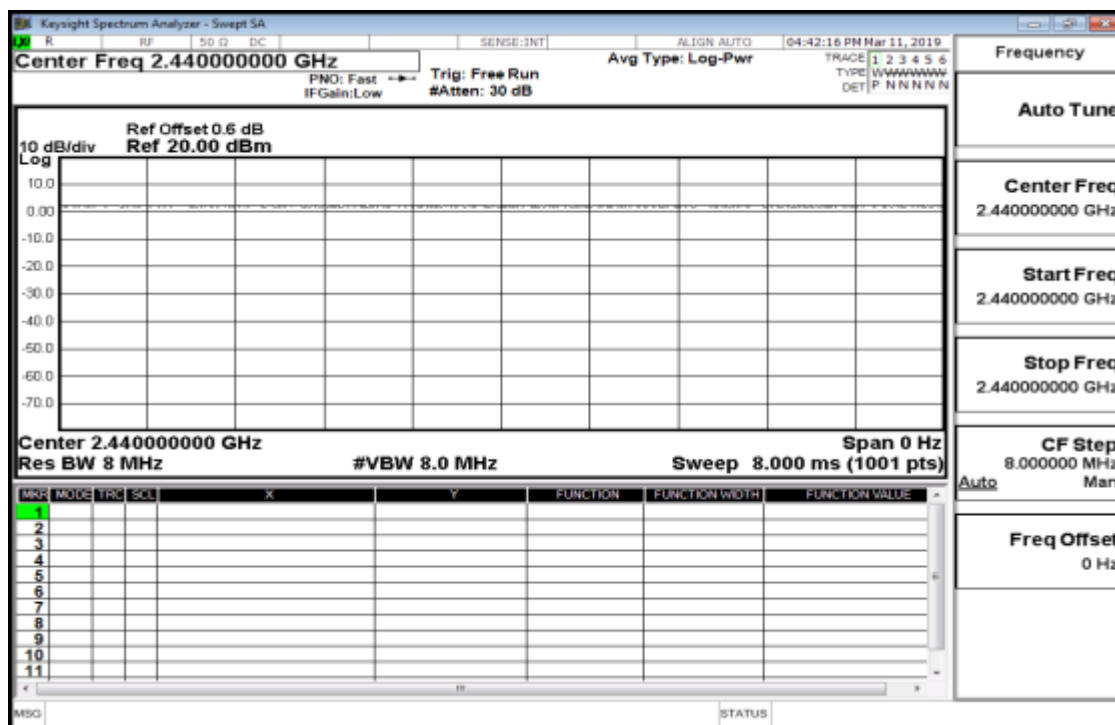 Keysight Spectrum Analyzer - Swept SA
LXI R RF 50 Ω DC SENSE:INT ALIGN AUTO 04:42:16 PM Mar 11, 2019
Center Freq 2.440000000 GHz
PNO: Fast
IFGain:Low
Trig: Free Run
#Atten: 30 dB
Avg Type: Log-Pwr
TRACE 1 2 3 4 5 6
TYPE WWWWWW
DET P N N N N N
10 dB/div
Log
Ref Offset 0.6 dB
Ref 20.00 dBm
10.0
0.00
-10.0
-20.0
-30.0
-40.0
-50.0
-60.0
-70.0
Center 2.440000000 GHz Span 0 Hz
Res BW 8 MHz #VBW 8.0 MHz Sweep 8.000 ms (1001 pts)
MKR MODE TRC SCL X Y FUNCTION FUNCTION WIDTH FUNCTION VALUE
1
2
3
4
5
6
7
8
9
10
11
MSG STATUS
Frequency
Auto Tune
Center Freq
2.440000000 GHz
Start Freq
2.440000000 GHz
Stop Freq
2.440000000 GHz
CF Step
8.000000 MHz
Auto Man
Freq Offset
0 Hz